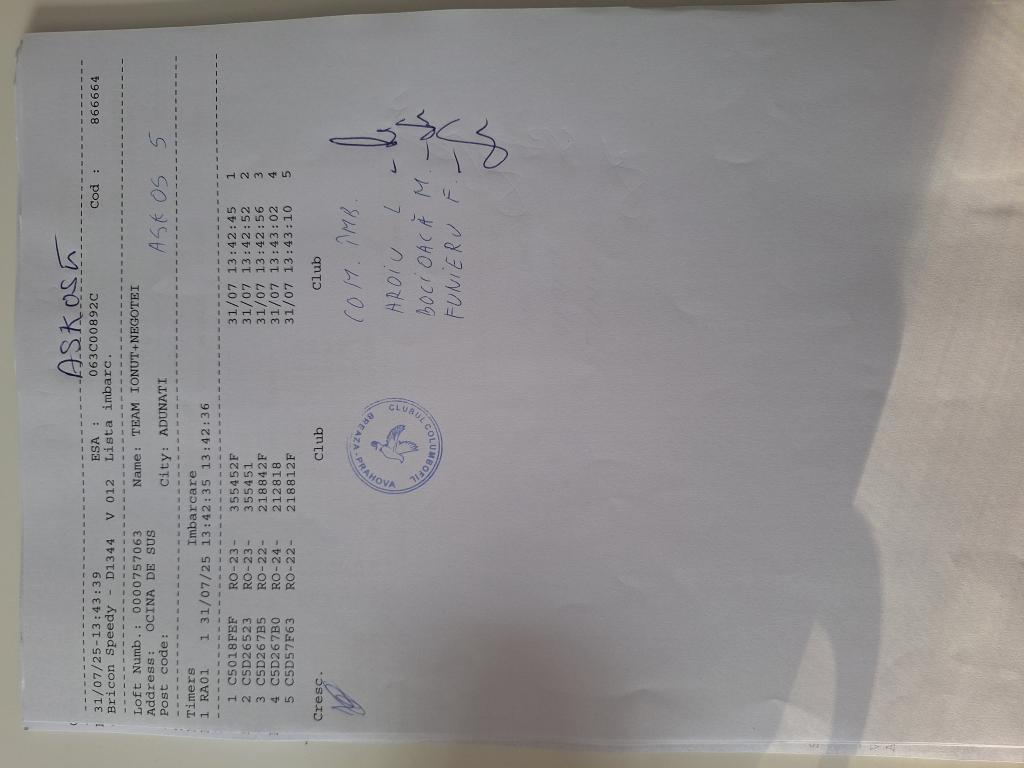 ASKOST
31/07/25-13:43:39 ESA : 063C00892C Cod : 866664
Bricon Speedy - D1344 V 012 Lista imbarc.
Loft Numb.: 0000757063 Name: TEAM IONUT+NEGOTEI
Address: OCINA DE SUS
Post code: City: ADUNATI ASKOS 5
Timers Imbarcare
1 RA01 1 31/07/25 13:42:35 13:42:36
1 C5018FEF RO-23- 355452F 31/07 13:42:45 1
2 C5D26523 RO-23- 355451 31/07 13:42:52 2
3 C5D267B5 RO-22- 218842F 31/07 13:42:56 3
4 C5D267B0 RO-24- 212818 31/07 13:43:02 4
5 C5D57F63 RO-22- 218812F 31/07 13:43:10 5
Cresc. Club Club
COM. IMB.
AROIU L -
BOCIOACĂ M. -
FUNIERU F. -
CLUBUL COLUMBOFIL
BREAZA-PRAHOVA